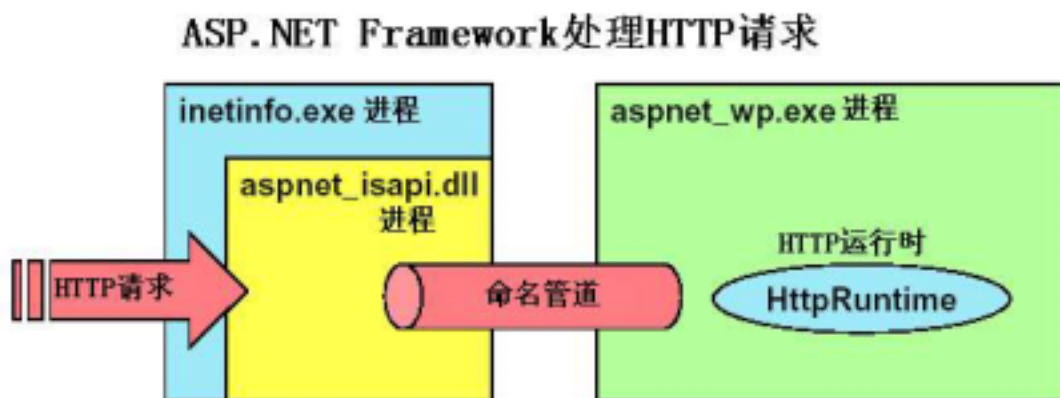 ASP.NET Framework处理HTTP请求
inetinfo.exe 进程
aspnet_isapi.dll
进程
HTTP请求
命名管道
aspnet_wp.exe 进程
HTTP运行时
HttpRuntime